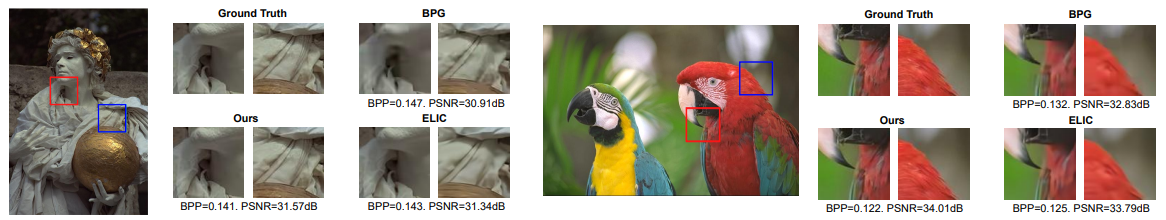 Ground Truth
BPG
BPP=0.147. PSNR=30.91dB
Ours
ELIC
BPP=0.141. PSNR=31.57dB
BPP=0.143. PSNR=31.34dB
Ground Truth
BPG
BPP=0.132. PSNR=32.83dB
Ours
ELIC
BPP=0.122. PSNR=34.01dB
BPP=0.125. PSNR=33.79dB